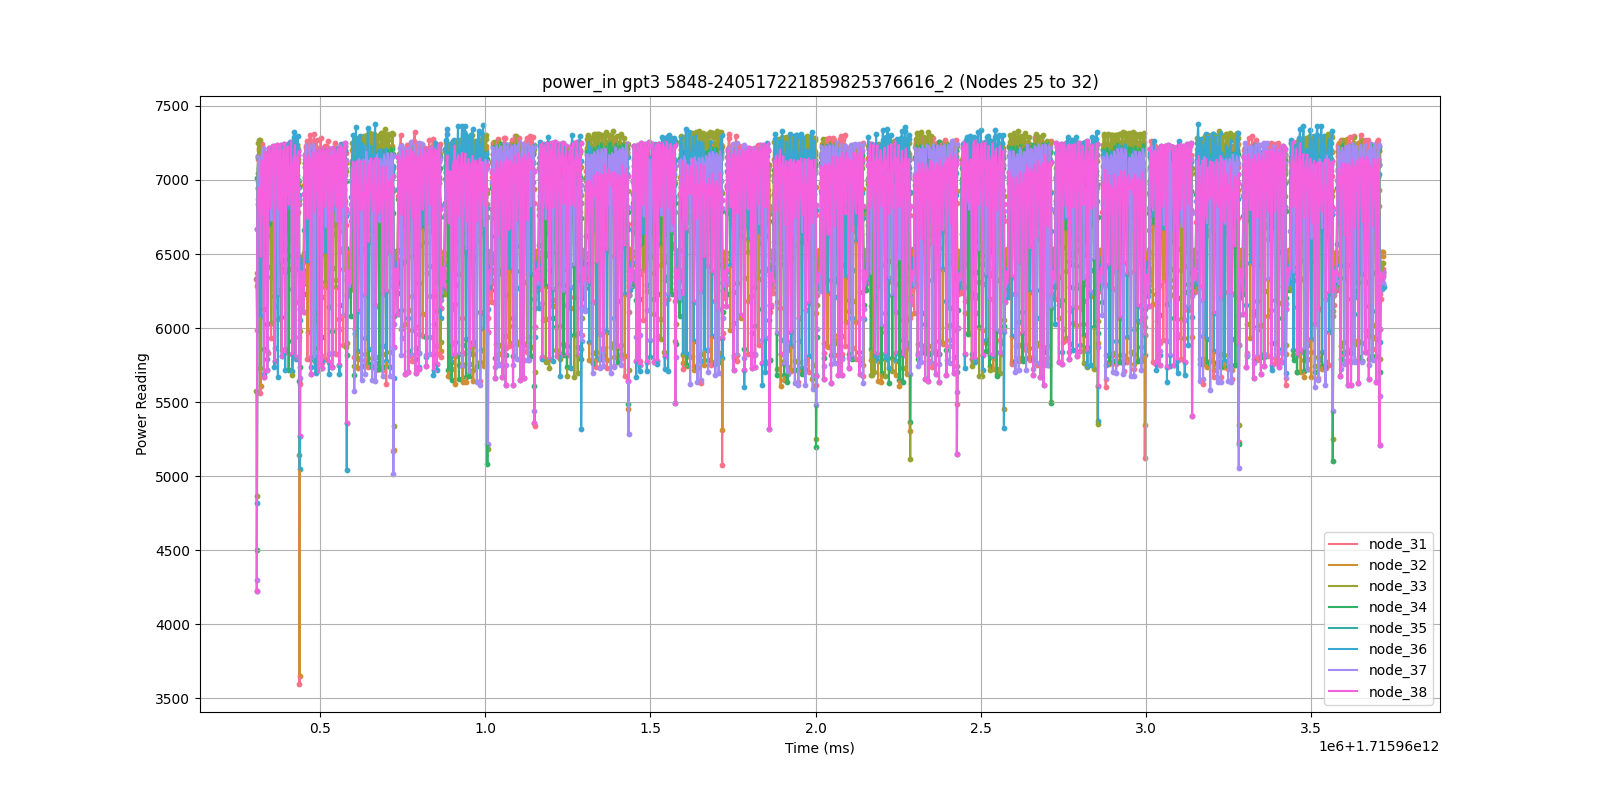 power_in gpt3 5848-240517221859825376616_2 (Nodes 25 to 32)
Power Reading
7500
7000
6500
6000
5500
5000
4500
4000
3500
node_31
node_32
node_33
node_34
node_35
node_36
node_37
node_38
0.5
1.0
1.5
2.0
2.5
3.0
3.5
Time (ms)
1e6+1.71596e12